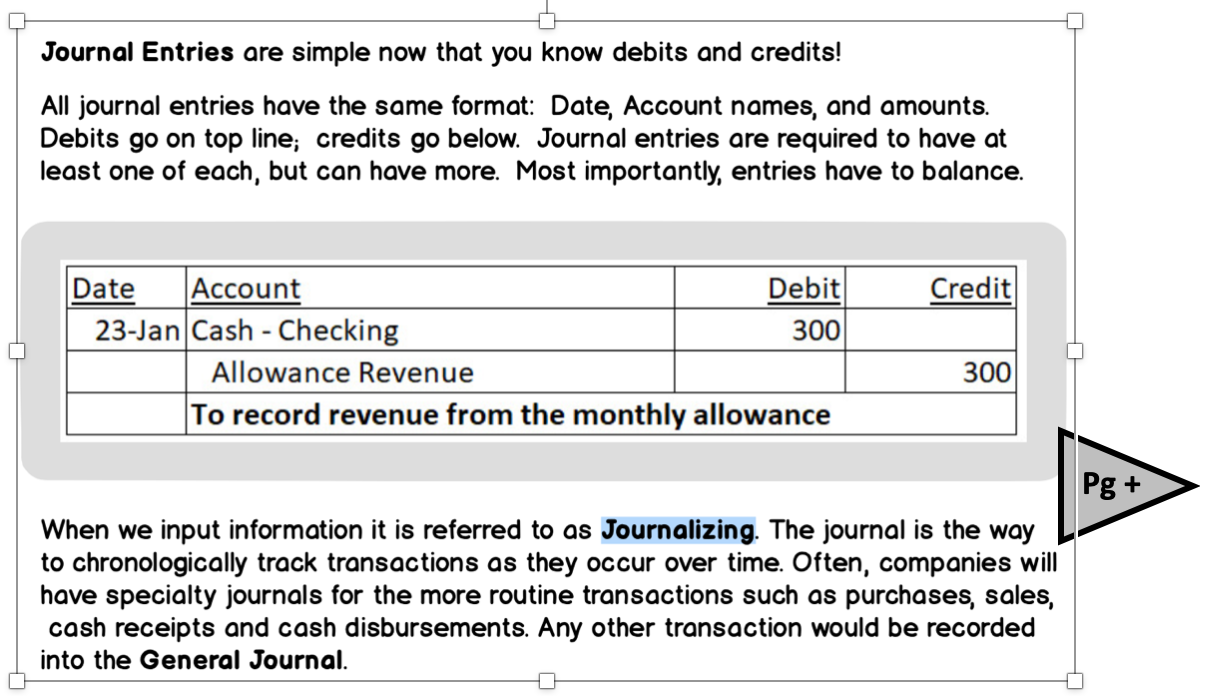 Journal Entries are simple now that you know debits and credits!
All journal entries have the same format:  Date, Account names, and amounts.
Debits go on top line;  credits go below.  Journal entries are required to have at
least one of each, but can have more.  Most importantly, entries have to balance.
Date Account Debit Credit
23-Jan Cash - Checking 300
Allowance Revenue 300
To record revenue from the monthly allowance
Pg +
When we input information it is referred to as Journalizing. The journal is the way
to chronologically track transactions as they occur over time. Often, companies will
have specialty journals for the more routine transactions such as purchases, sales,
cash receipts and cash disbursements. Any other transaction would be recorded
into the General Journal.